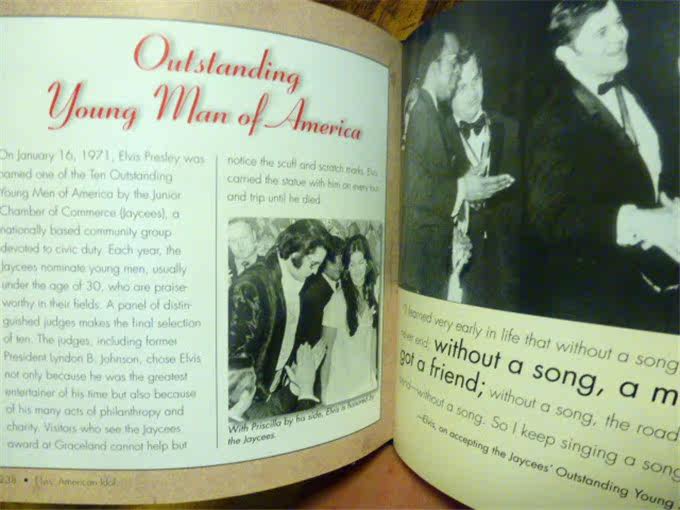 Outstanding
Young Man of America
On January 16, 1971, Elvis Presley was
named one of the Ten Outstanding
Young Men of America by the Junior
Chamber of Commerce (Jaycees), a
nationally based community group
devoted to civic duty. Each year, the
Jaycees nominate young men, usually
under the age of 30, who are praise-
worthy in their fields. A panel of distin-
guished judges makes the final selection
of ten. The judges, including former
President Lyndon B. Johnson, chose Elvis
not only because he was the greatest
entertainer of his time but also because
of his many acts of philanthropy and
charity. Visitors who see the Jaycees
award at Graceland cannot help but
notice the scuff and scratch marks. Elvis
carried the statue with him on every tour
and trip until he died.
With Priscilla by his side, Elvis is honored by
the Jaycees.
238 • Elvis: American Idol
"I learned very early in life that without a song
never end; without a song, a m
got a friend; without a song, the road
end—without a song. So I keep singing a song
—Elvis, on accepting the Jaycees' Outstanding Young